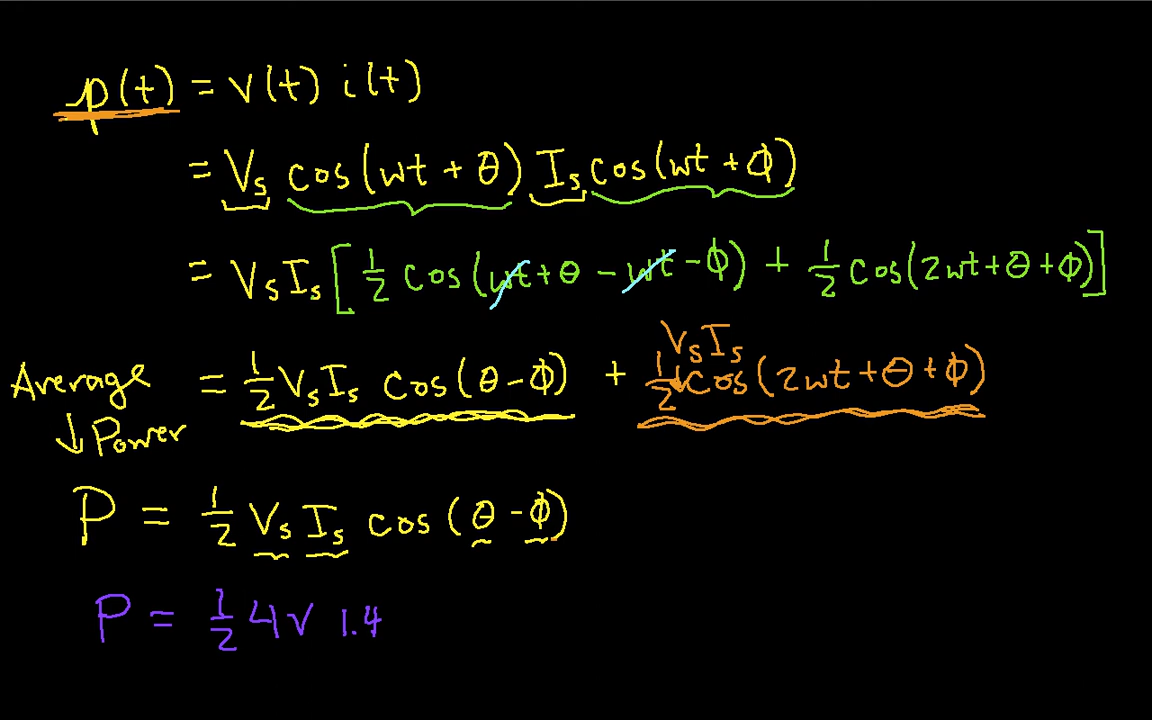 p(t) = v(t) i(t)
= Vs cos(wt + θ) Is cos(wt + ϕ)
= VsIs [ 1/2 cos(wt + θ - wt - ϕ) + 1/2 cos(2wt + θ + ϕ) ]
Average Power = 1/2 VsIs cos(θ - ϕ) + 1/2 VsIs cos(2wt + θ + ϕ)
P = 1/2 Vs Is cos(θ - ϕ)
P = 1/2 4V 1.4